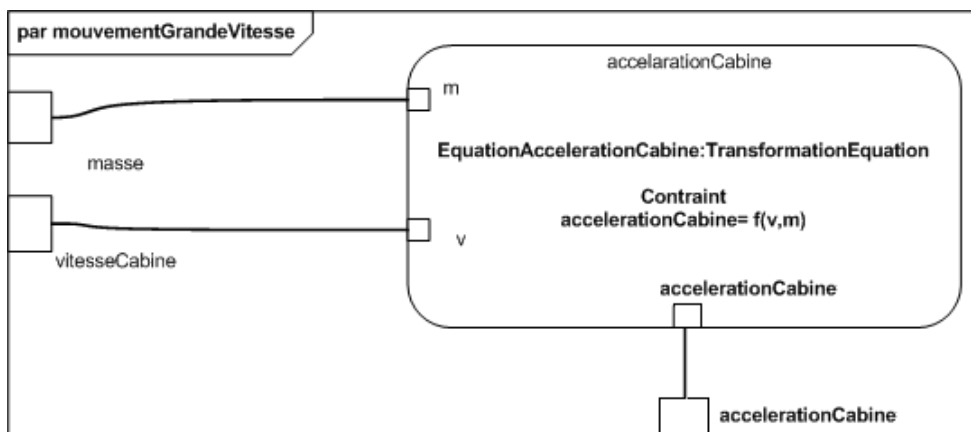 par mouvementGrandeVitesse
accelarationCabine
m
masse
EquationAccelerationCabine:TransformationEquation
Contraint
accelerationCabine= f(v,m)
v
vitesseCabine
accelerationCabine
accelerationCabine